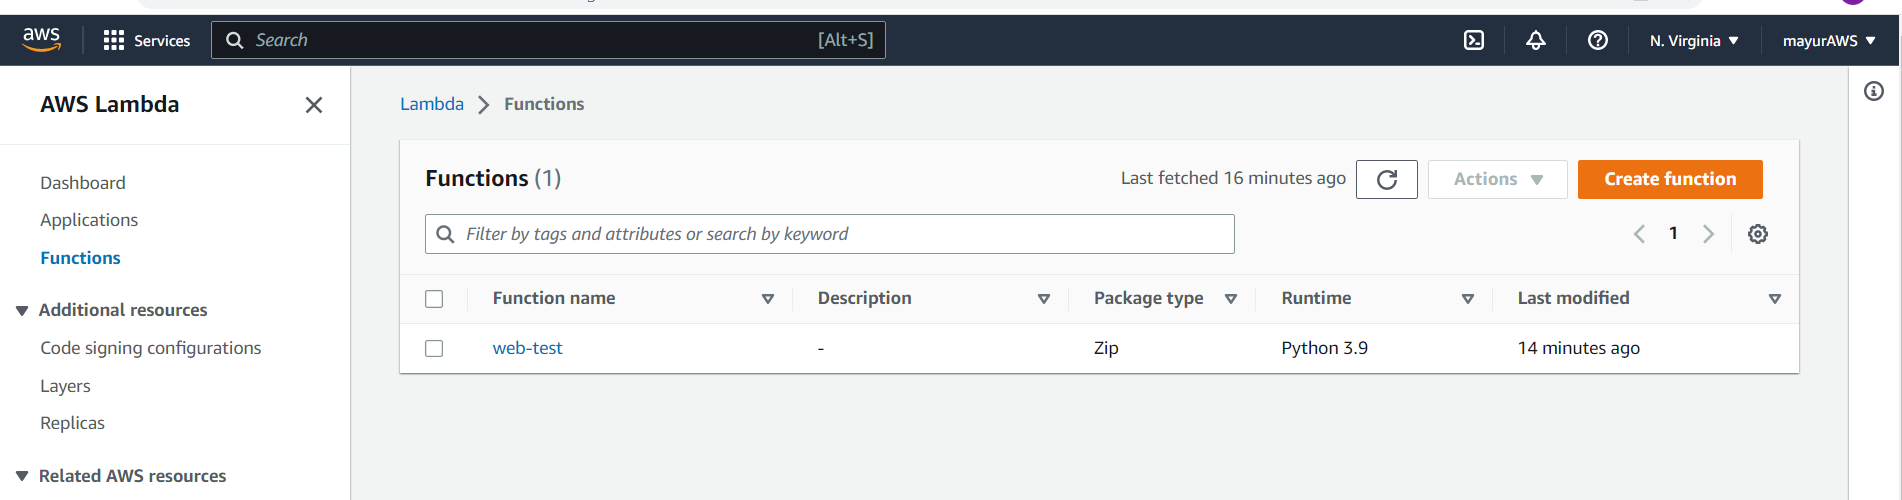 aws Services Search [Alt+S] N. Virginia mayurAWS
AWS Lambda
Dashboard
Applications
Functions
Additional resources
Code signing configurations
Layers
Replicas
Related AWS resources
Lambda Functions
Functions (1) Last fetched 16 minutes ago Actions Create function
Filter by tags and attributes or search by keyword 1
Function name Description Package type Runtime Last modified
web-test - Zip Python 3.9 14 minutes ago